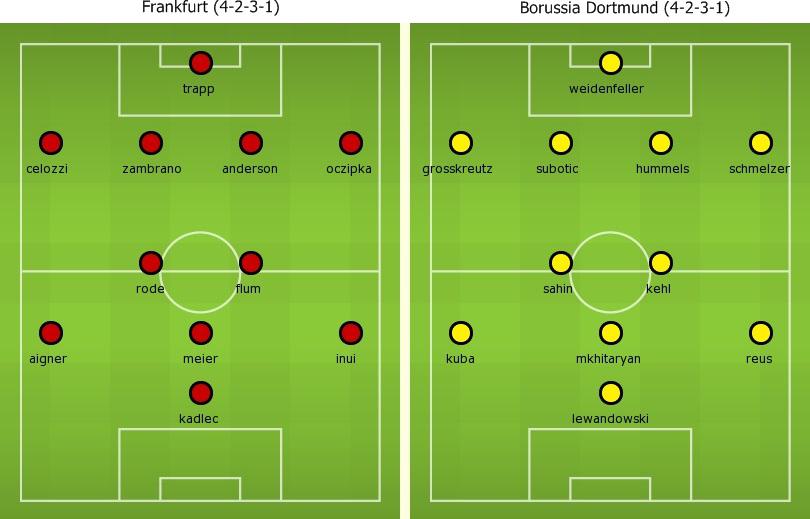 Frankfurt (4-2-3-1)
trapp
celozzi zambrano anderson oczipka
rode flum
aigner meier inui
kadlec
Borussia Dortmund (4-2-3-1)
weidenfeller
grosskreutz subotic hummels schmelzer
sahin kehl
kuba mkhitaryan reus
lewandowski